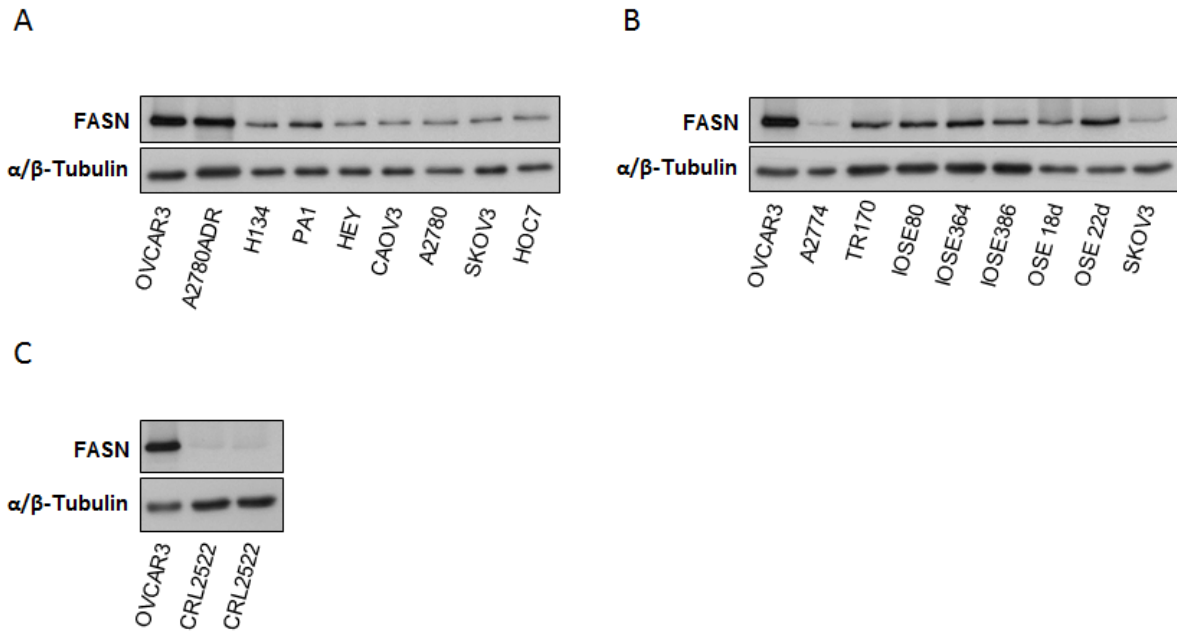 A
FASN
α/β-Tubulin
OVCAR3
A2780ADR
H134
PA1
HEY
CAOV3
A2780
SKOV3
HOC7
B
FASN
α/β-Tubulin
OVCAR3
A2774
TR170
IOSE80
IOSE364
IOSE386
OSE 18d
OSE 22d
SKOV3
C
FASN
α/β-Tubulin
OVCAR3
CRL2522
CRL2522